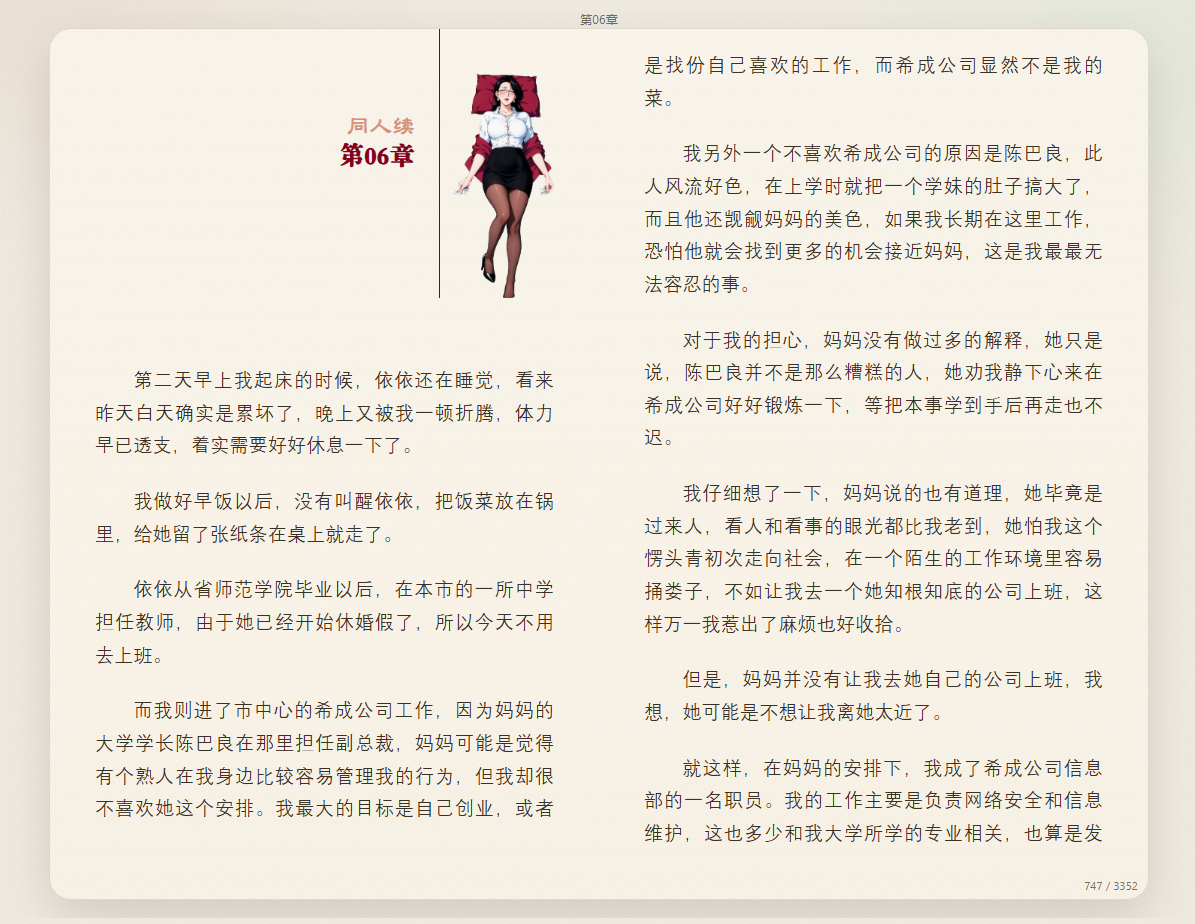 第06章
同人续
第06章
第二天早上我起床的时候，依依还在睡觉，看来
昨天白天确实是累坏了，晚上又被我一顿折腾，体力
早已透支，着实需要好好休息一下了。
我做好早饭以后，没有叫醒依依，把饭菜放在锅
里，给她留了张纸条在桌上就走了。
依依从省师范学院毕业以后，在本市的一所中学
担任教师，由于她已经开始休婚假了，所以今天不用
去上班。
而我则进了市中心的希成公司工作，因为妈妈的
大学学长陈巴良在那里担任副总裁，妈妈可能是觉得
有个熟人在我身边比较容易管理我的行为，但我却很
不喜欢她这个安排。我最大的目标是自己创业，或者
是找份自己喜欢的工作，而希成公司显然不是我的
菜。
我另外一个不喜欢希成公司的原因是陈巴良，此
人风流好色，在上学时就把一个学妹的肚子搞大了，
而且他还觊觎妈妈的美色，如果我长期在这里工作，
恐怕他就会找到更多的机会接近妈妈，这是我最最无
法容忍的事。
对于我的担心，妈妈没有做过多的解释，她只是
说，陈巴良并不是那么糟糕的人，她劝我静下心来在
希成公司好好锻炼一下，等把本事学到手后再走也不
迟。
我仔细想了一下，妈妈说的也有道理，她毕竟是
过来人，看人和看事的眼光都比我老到，她怕我这个
愣头青初次走向社会，在一个陌生的工作环境里容易
捅娄子，不如让我去一个她知根知底的公司上班，这
样万一我惹出了麻烦也好收拾。
但是，妈妈并没有让我去她自己的公司上班，我
想，她可能是不想让我离她太近了。
就这样，在妈妈的安排下，我成了希成公司信息
部的一名职员。我的工作主要是负责网络安全和信息
维护，这也多少和我大学所学的专业相关，也算是发
747 / 3352